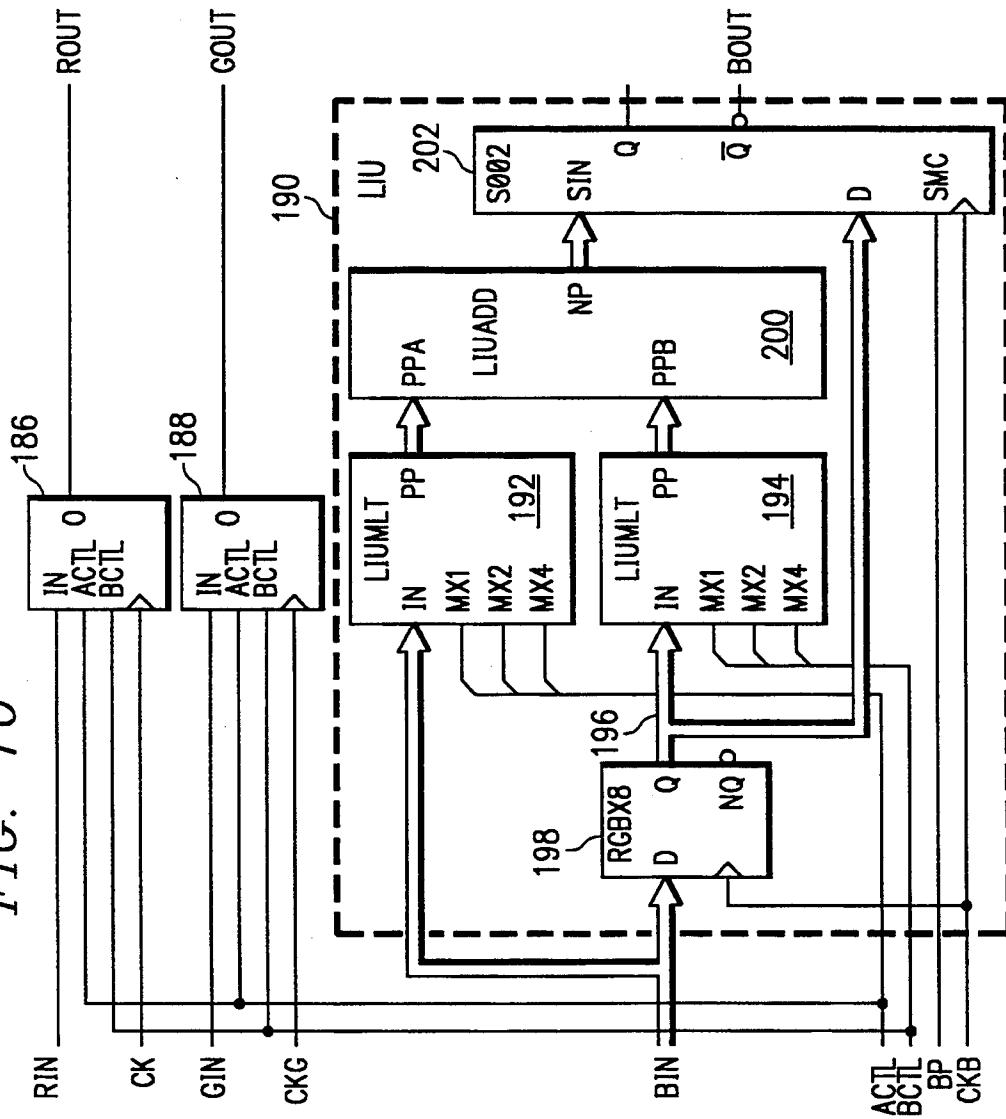 FIG.
186
RIN
IN
O
ROUT
ACTL
BCTL
CK
188
GIN
IN
O
GOUT
ACTL
BCTL
CKG
190
LIU
202
LIUMLT
IN
PP
MX1
MX2
MX4
192
PPA
LIUADD
NP
PPB
200
S002
SIN
Q
Q̅
BOUT
D
SMC
198
RGBX8
D
Q
NQ
196
LIUMLT
IN
PP
MX1
MX2
MX4
194
BIN
ACTL
BCTL
BP
CKB